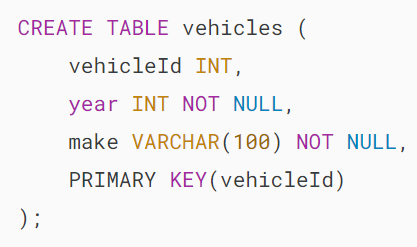 CREATE TABLE vehicles (
    vehicleId INT,
    year INT NOT NULL,
    make VARCHAR(100) NOT NULL,
    PRIMARY KEY(vehicleId)
);